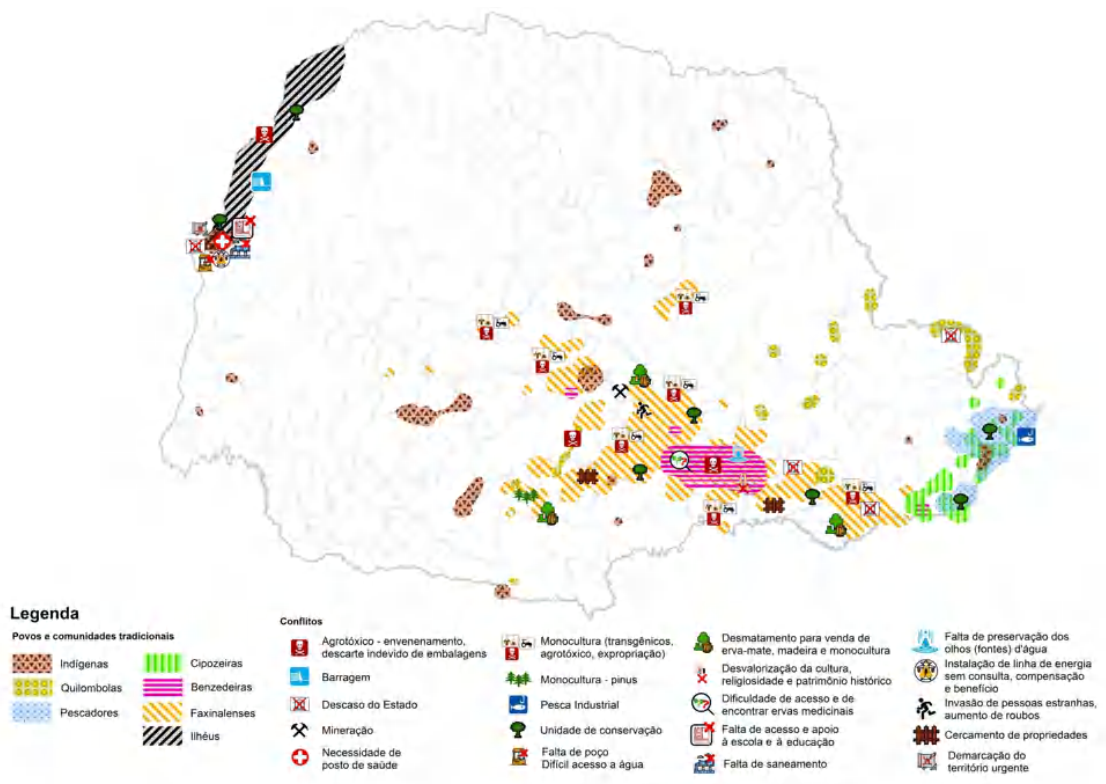 Legenda
Povos e comunidades tradicionais
Indígenas
Quilombolas
Pescadores
Cipozeiras
Benzedeiras
Faxinalenses
Ilhéus
Conflitos
Agrotóxico - envenenamento,
descarte indevido de embalagens
Barragem
Descaso do Estado
Mineração
Necessidade de
posto de saúde
Monocultura (transgênicos,
agrotóxico, expropriação)
Monocultura - pinus
Pesca Industrial
Unidade de conservação
Falta de poço
Difícil acesso a água
Desmatamento para venda de
erva-mate, madeira e monocultura
Desvalorização da cultura,
religiosidade e patrimônio histórico
Dificuldade de acesso e de
encontrar ervas medicinais
Falta de acesso e apoio
à escola e à educação
Falta de saneamento
Falta de preservação dos
olhos (fontes) d'água
Instalação de linha de energia
sem consulta, compensação
e benefício
Invasão de pessoas estranhas,
aumento de roubos
Cercamento de propriedades
Demarcação do
território urgente